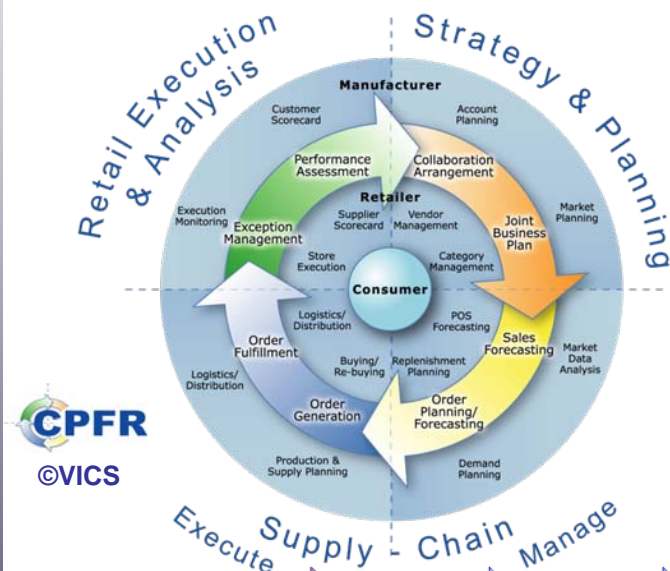 Retail Execution
& Analysis
Strategy & Planning
Manufacturer
Customer
Scorecard
Account
Planning
Performance
Assessment
Collaboration
Arrangement
Retailer
Execution
Monitoring
Exception
Management
Supplier
Scorecard
Vendor
Management
Joint
Business
Plan
Market
Planning
Store
Execution
Category
Management
Consumer
Logistics/
Distribution
POS
Forecasting
Order
Fulfillment
Sales
Forecasting
Market
Data
Analysis
Logistics/
Distribution
Buying/
Re-buying
Replenishment
Planning
Order
Generation
Order
Planning/
Forecasting
CPFR
©VICS
Production &
Supply Planning
Demand
Planning
Supply - Chain
Execute
Manage